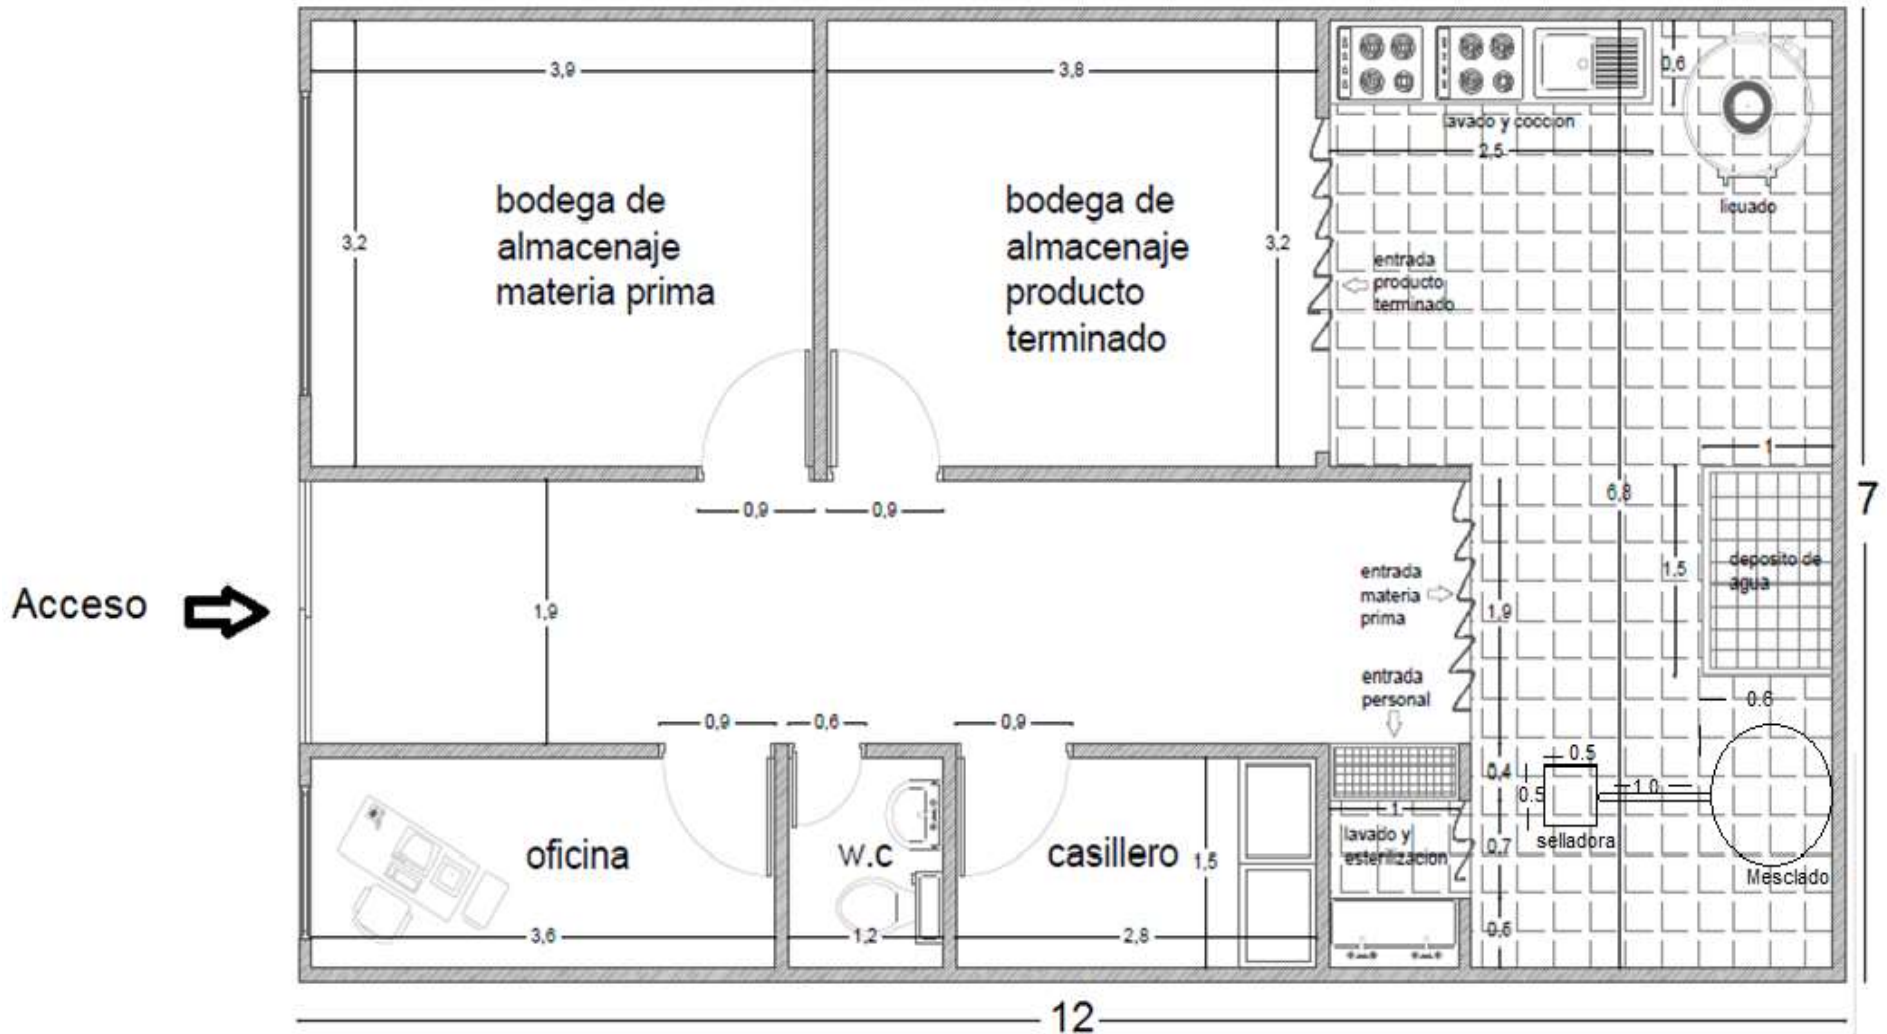 3,9
3,8
0,6
lavado y coccion
2,5
licuado
bodega de
almacenaje
materia prima
bodega de
almacenaje
producto
terminado
3,2
3,2
entrada
producto
terminado
1
6,8
7
0,9
0,9
deposito de
agua
1,5
entrada
materia
prima
Acceso
1,9
1,9
entrada
personal
0,9
0,6
0,9
0.6
0.5
0,4
0.5
1.0
1
selladora
lavado y
esterilizacion
0,7
oficina
w.c
casillero
1,5
Mesclado
3,6
1,2
2,8
0,6
12